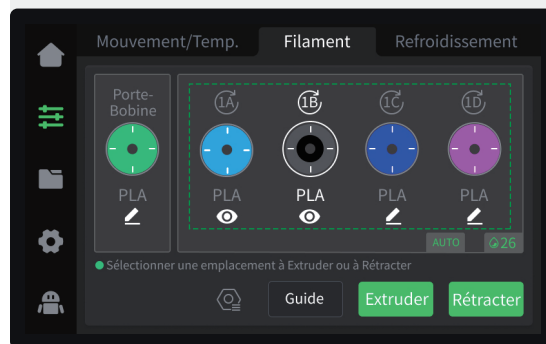 Mouvement/Temp. Filament Refroidissement
Porte-
Bobine
1A 1B 1C 1D
PLA PLA PLA PLA PLA
AUTO 26
Sélectionner une emplacement à Extruder ou à Rétracter
Guide Extruder Rétracter